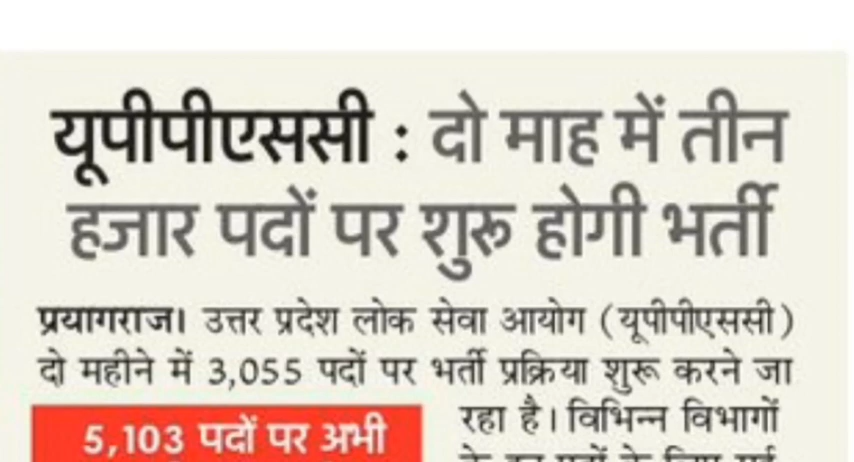 यूपीपीएससी : दो माह में तीन
हजार पदों पर शुरू होगी भर्ती
प्रयागराज। उत्तर प्रदेश लोक सेवा आयोग (यूपीपीएससी)
दो महीने में 3,055 पदों पर भर्ती प्रक्रिया शुरू करने जा
रहा है। विभिन्न विभागों
5,103 पदों पर अभी